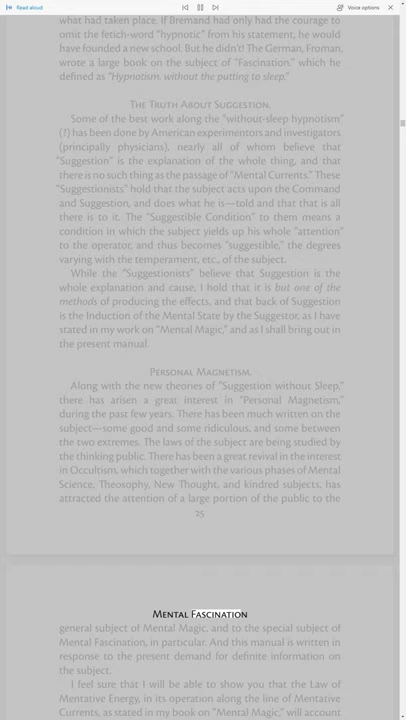 Read aloud
Voice options
what had taken place. If Bremand had only had the courage to
omit the fetich-word "hypnotic" from his statement, he would
have founded a new school. But he didn't! The German, Froman,
wrote a large book on the subject of "Fascination," which he
defined as "Hypnotism, without the putting to sleep."
The Truth About Suggestion.
Some of the best work along the "without-sleep hypnotism"
(!) has been done by American experimentors and investigators
(principally physicians), nearly all of whom believe that
"Suggestion" is the explanation of the whole thing, and that
there is no such thing as the passage of "Mental Currents." These
"Suggestionists" hold that the subject acts upon the Command
and Suggestion, and does what he is—told and that that is all
there is to it. The "Suggestible Condition" to them means a
condition in which the subject yields up his whole "attention"
to the operator, and thus becomes "suggestible," the degrees
varying with the temperament, etc., of the subject.
While the "Suggestionists" believe that Suggestion is the
whole explanation and cause, I hold that it is but one of the
methods of producing the effects, and that back of Suggestion
is the Induction of the Mental State by the Suggestor, as I have
stated in my work on "Mental Magic," and as I shall bring out in
the present manual.
Personal Magnetism.
Along with the new theories of "Suggestion without Sleep,"
there has arisen a great interest in "Personal Magnetism,"
during the past few years. There has been much written on the
subject—some good and some ridiculous, and some between
the two extremes. The laws of the subject are being studied by
the thinking public. There has been a great revival in the interest
in Occultism, which together with the various phases of Mental
Science, Theosophy, New Thought, and kindred subjects, has
attracted the attention of a large portion of the public to the
25
Mental Fascination
general subject of Mental Magic, and to the special subject of
Mental Fascination, in particular. And this manual is written in
response to the present demand for definite information on
the subject.
I feel sure that I will be able to show you that the Law of
Mentative Energy, in its operation along the line of Mentative
Currents, as stated in my book on "Mental Magic," will account